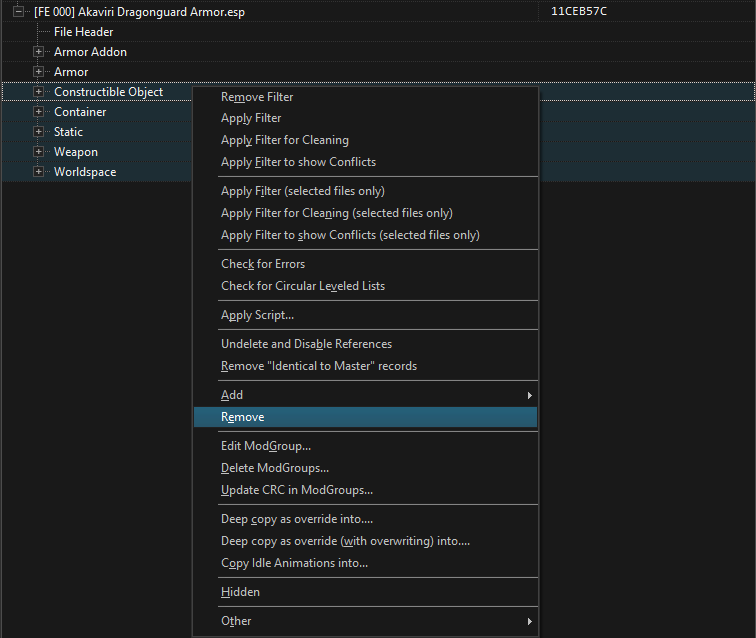 [FE 000] Akaviri Dragonguard Armor.esp 11CEB57C
File Header
Armor Addon
Armor
Constructible Object
Container
Static
Weapon
Worldspace
Remove Filter
Apply Filter
Apply Filter for Cleaning
Apply Filter to show Conflicts
Apply Filter (selected files only)
Apply Filter for Cleaning (selected files only)
Apply Filter to show Conflicts (selected files only)
Check for Errors
Check for Circular Leveled Lists
Apply Script...
Undelete and Disable References
Remove "Identical to Master" records
Add
Remove
Edit ModGroup...
Delete ModGroups...
Update CRC in ModGroups...
Deep copy as override into....
Deep copy as override (with overwriting) into....
Copy Idle Animations into...
Hidden
Other